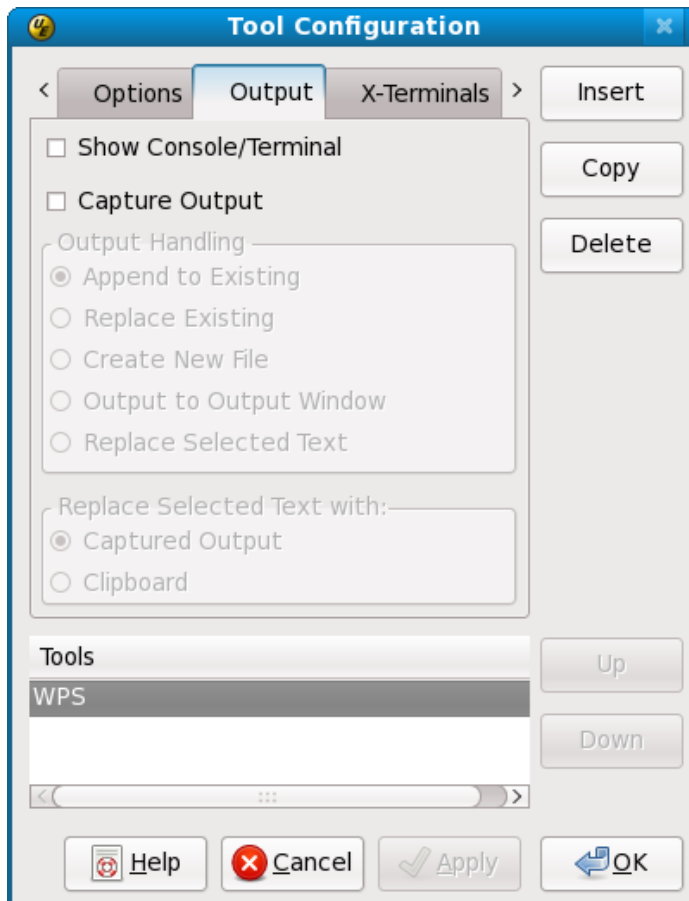 UE
Tool Configuration
Options
Output
X-Terminals
Insert
Show Console/Terminal
Copy
Capture Output
Delete
Output Handling
Append to Existing
Replace Existing
Create New File
Output to Output Window
Replace Selected Text
Replace Selected Text with:
Captured Output
Clipboard
Tools
Up
WPS
Down
Help
Cancel
Apply
OK